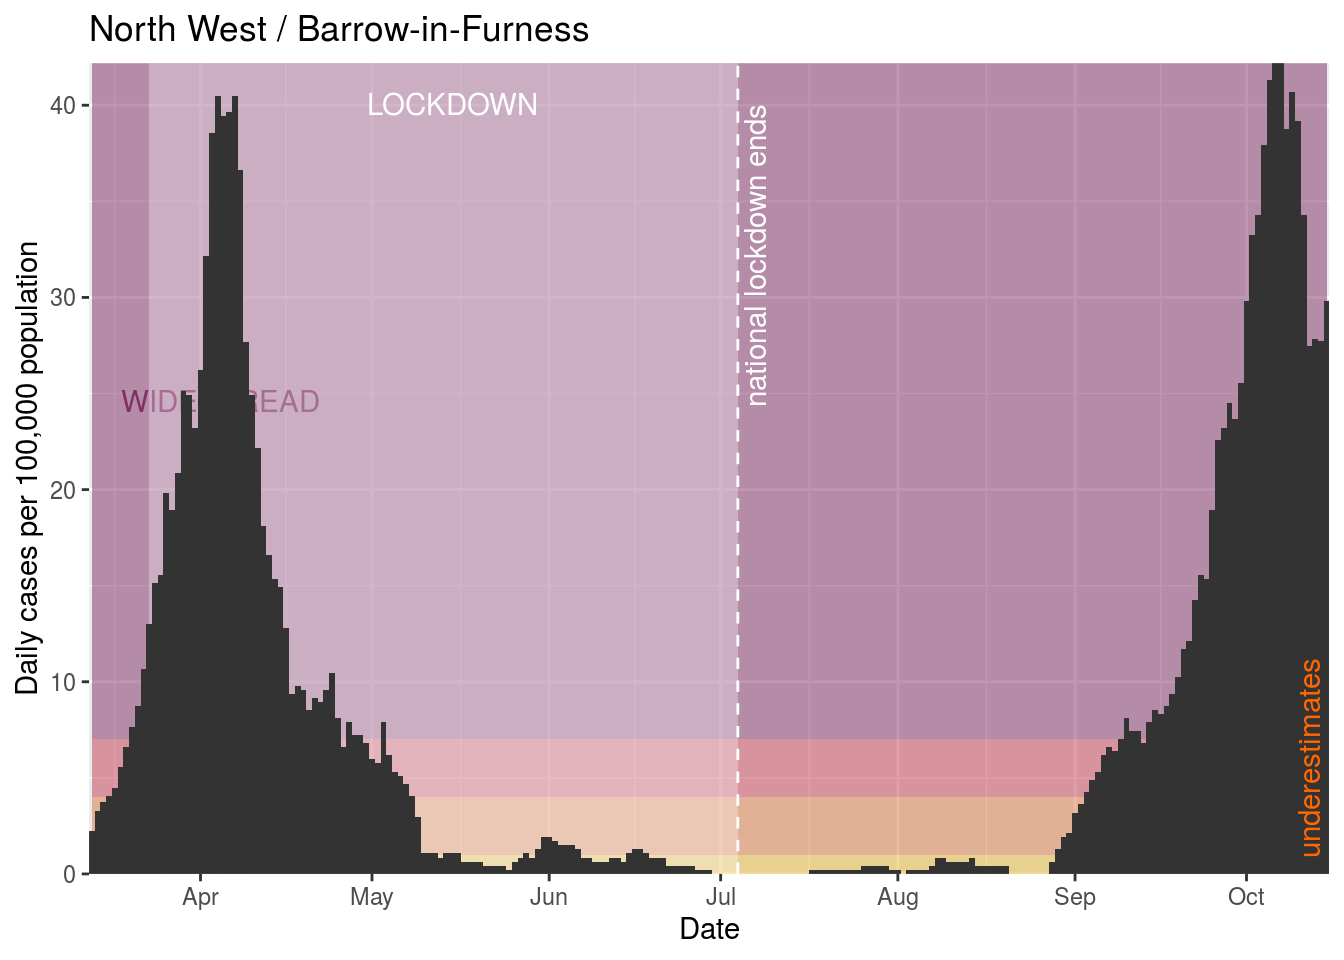 North West / Barrow-in-Furness
Daily cases per 100,000 population
40
30
20
10
0
LOCKDOWN
national lockdown ends
underestimates
Apr
May
Jun
Jul
Aug
Sep
Oct
Date